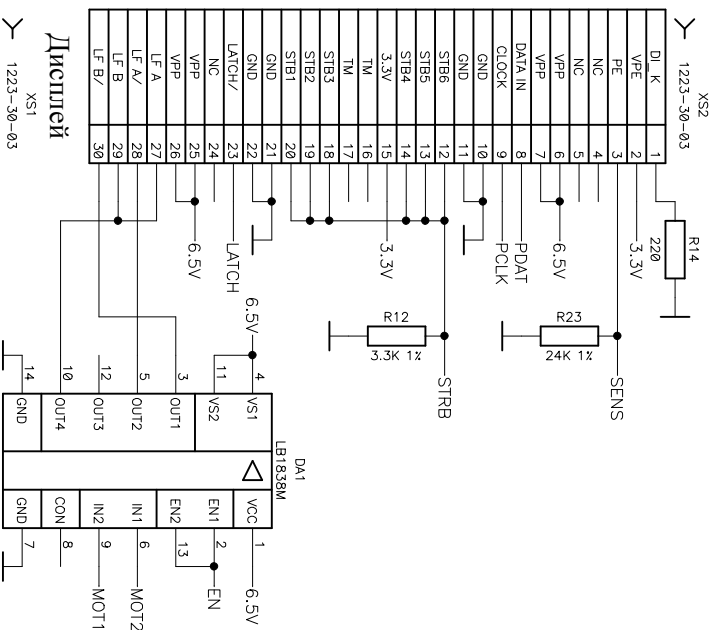 XS2
1223-30-03
DI_K 1
VPE 2
PE 3
NC 4
NC 5
VPP 6
VPP 7
DATA IN 8
CLOCK 9
GND 10
GND 11
STB6 12
STB5 13
STB4 14
3.3V 15
TM 16
TM 17
STB3 18
STB2 19
STB1 20
GND 21
GND 22
LATCH/ 23
NC 24
VPP 25
VPP 26
LF A 27
LF A/ 28
LF B 29
LF B/ 30
Дисплей
XS1
1223-30-03
R14
220
3.3V
6.5V
PDAT
PCLK
3.3V
LATCH
6.5V
R23
24K 1%
SENS
R12
3.3K 1%
STRB
6.5V
DA1
LB1838M
4 VS1
11 VS2
3 OUT1
5 OUT2
12 OUT3
10 OUT4
14 GND
VCC 1
EN1 2
EN2 13
IN1 6
IN2 9
CON 8
GND 7
6.5V
EN
MOT2
MOT1